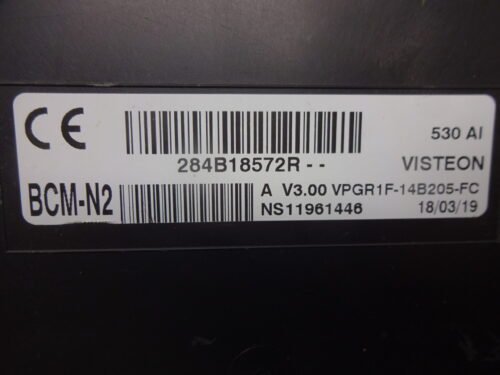 CE
530 AI
284B18572R - -
VISTEON
BCM-N2
A V3.00 VPGR1F-14B205-FC
NS11961446
18/03/19